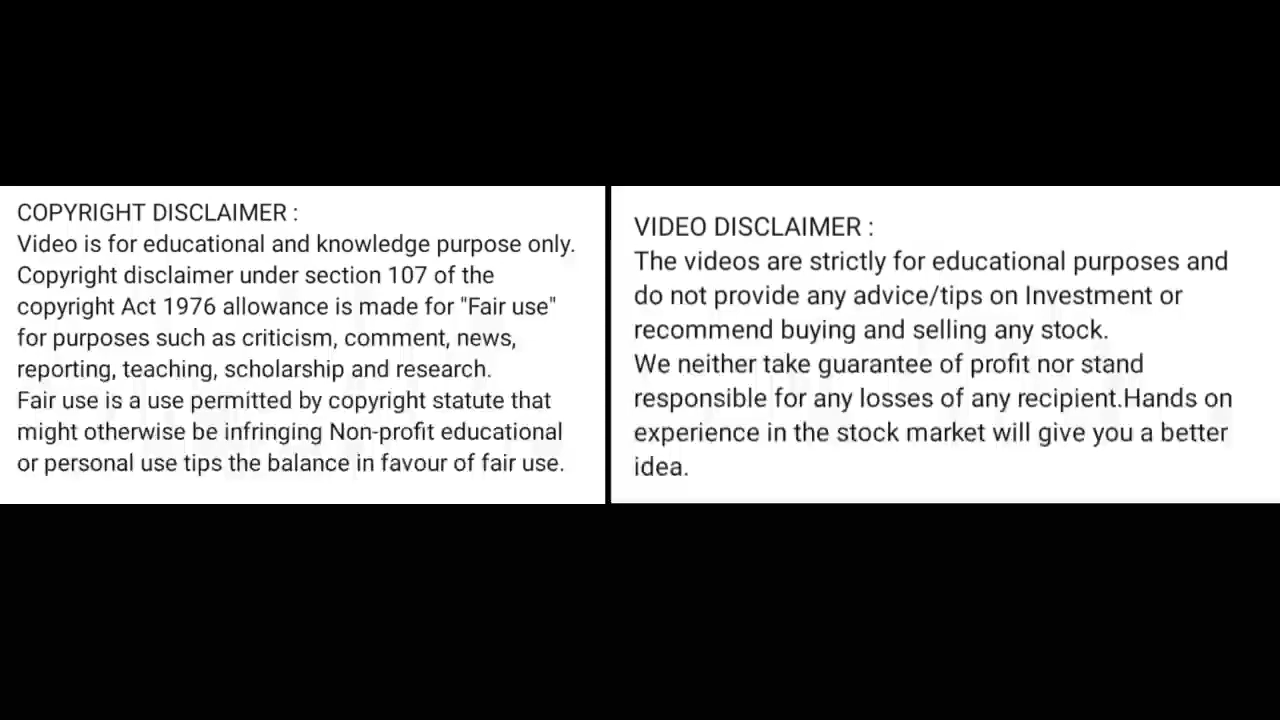 COPYRIGHT DISCLAIMER :
Video is for educational and knowledge purpose only.
Copyright disclaimer under section 107 of the
copyright Act 1976 allowance is made for "Fair use"
for purposes such as criticism, comment, news,
reporting, teaching, scholarship and research.
Fair use is a use permitted by copyright statute that
might otherwise be infringing Non-profit educational
or personal use tips the balance in favour of fair use.
VIDEO DISCLAIMER :
The videos are strictly for educational purposes and
do not provide any advice/tips on Investment or
recommend buying and selling any stock.
We neither take guarantee of profit nor stand
responsible for any losses of any recipient.Hands on
experience in the stock market will give you a better
idea.